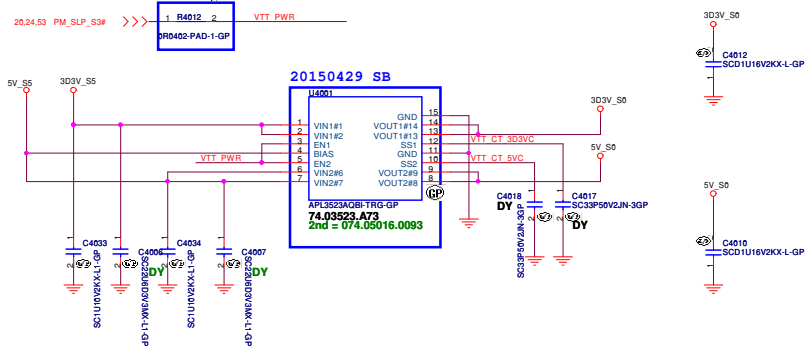 20,24,53 PM_SLP_S3#
1 R4012 2
VTT_PWR
0R0402-PAD-1-GP
3D3V_S0
C4012
SCD1U16V2KX-L-GP
1
20150429 SB
U4001
5V_S5
3D3V_S5
1 VIN1#1
2 VIN1#2
3 EN1
4 BIAS
5 EN2
6 VIN2#6
7 VIN2#7
GND 15
VOUT1#14 14
VOUT1#13 13
SS1 12
GND 11
SS2 10
VOUT2#9 9
VOUT2#8 8
VTT_PWR
VTT_CT_3D3VC
VTT_CT_5VC
3D3V_S0
5V_S0
GP
APL3523AQBI-TRG-GP
74.03523.A73
2nd = 074.05016.0093
C4018
DY
SC33P50V2JN-3GP
C4017
SC33P50V2JN-3GP
DY
5V_S0
C4010
SCD1U16V2KX-L-GP
1
C4033
SC1U10V2KX-L1-GP
DY
SC22U6D3V3MX-L1-GP
C4034
SC1U10V2KX-L1-GP
C4007
DY
SC22U6D3V3MX-L1-GP